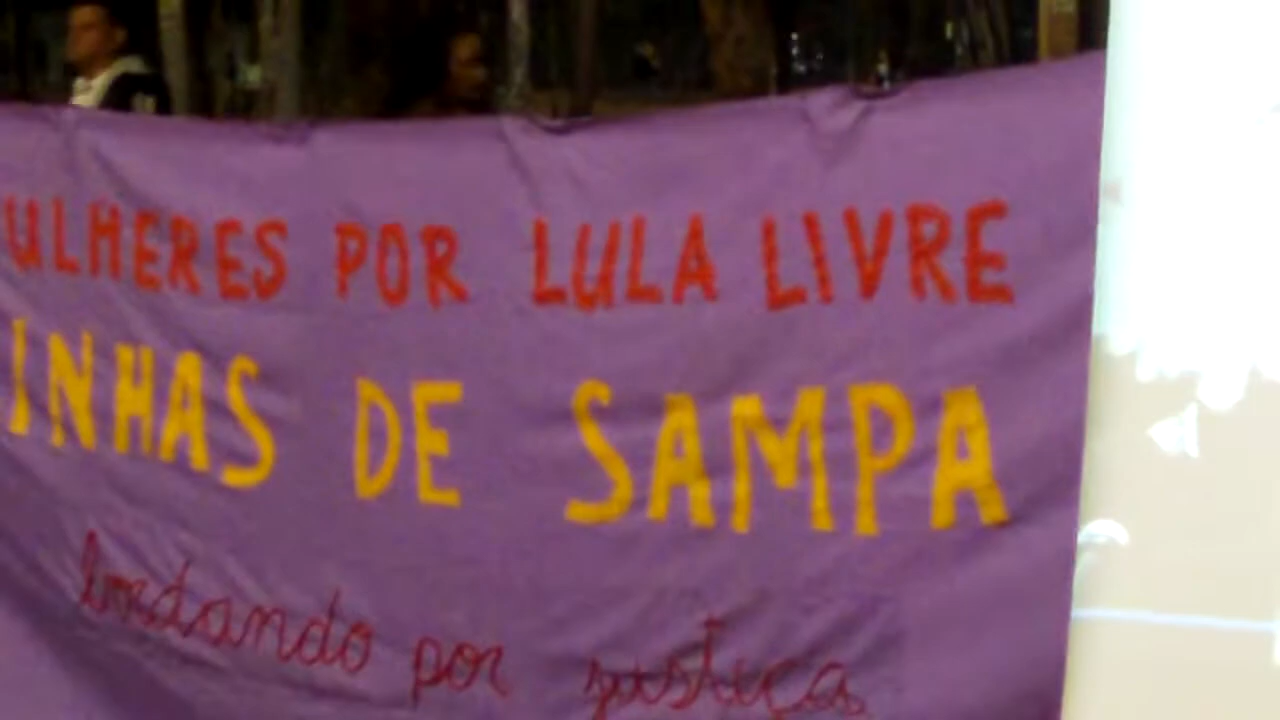 ULHERES POR LULA LIVRE
INHAS DE SAMPA
bordando por justiça